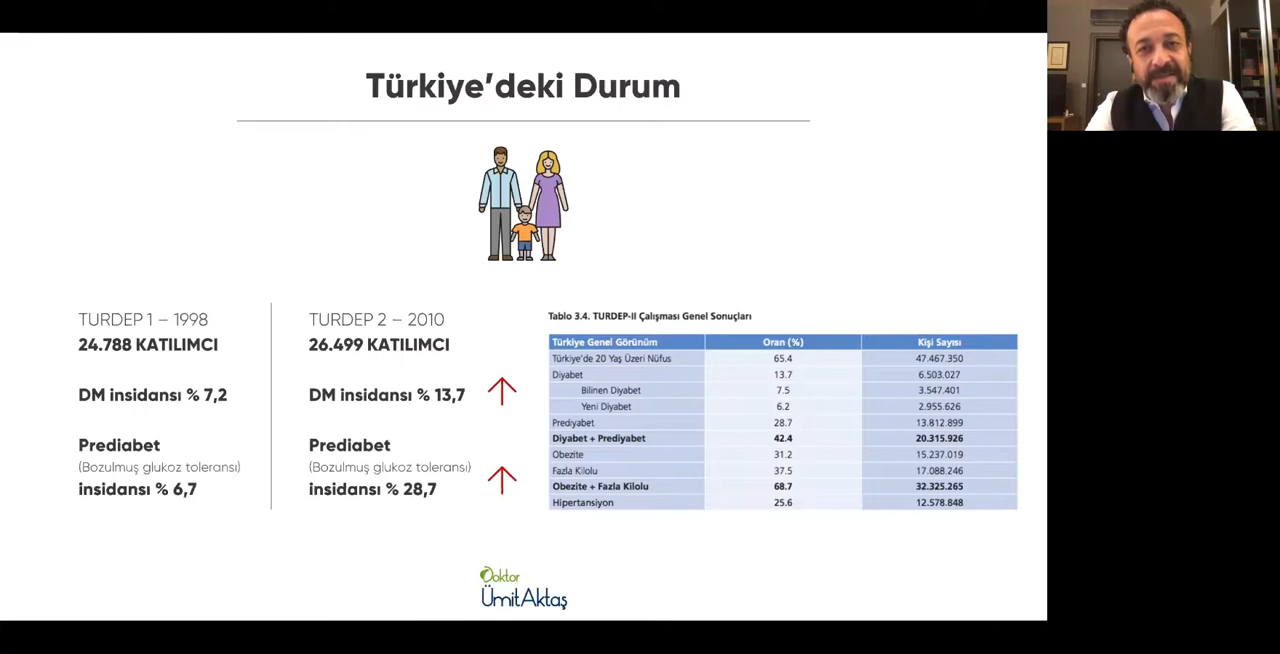 Türkiye'deki Durum
TURDEP 1 – 1998
24.788 KATILIMCI
DM insidansı % 7,2
Prediabet
(Bozulmuş glukoz toleransı)
insidansı % 6,7
TURDEP 2 – 2010
26.499 KATILIMCI
DM insidansı % 13,7
Prediabet
(Bozulmuş glukoz toleransı)
insidansı % 28,7
Tablo 3.4. TURDEP-II Çalışması Genel Sonuçları
Türkiye Genel Görünüm Oran (%) Kişi Sayısı
Türkiye'de 20 Yaş Üzeri Nüfus 65.4 47.467.350
Diyabet 13.7 6.503.027
Bilinen Diyabet 7.5 3.547.401
Yeni Diyabet 6.2 2.955.626
Prediyabet 28.7 13.812.899
Diyabet + Prediyabet 42.4 20.315.926
Obezite 31.2 15.237.019
Fazla Kilolu 37.5 17.088.246
Obezite + Fazla Kilolu 68.7 32.325.265
Hipertansiyon 25.6 12.578.848
Doktor
ÜmitAktaş